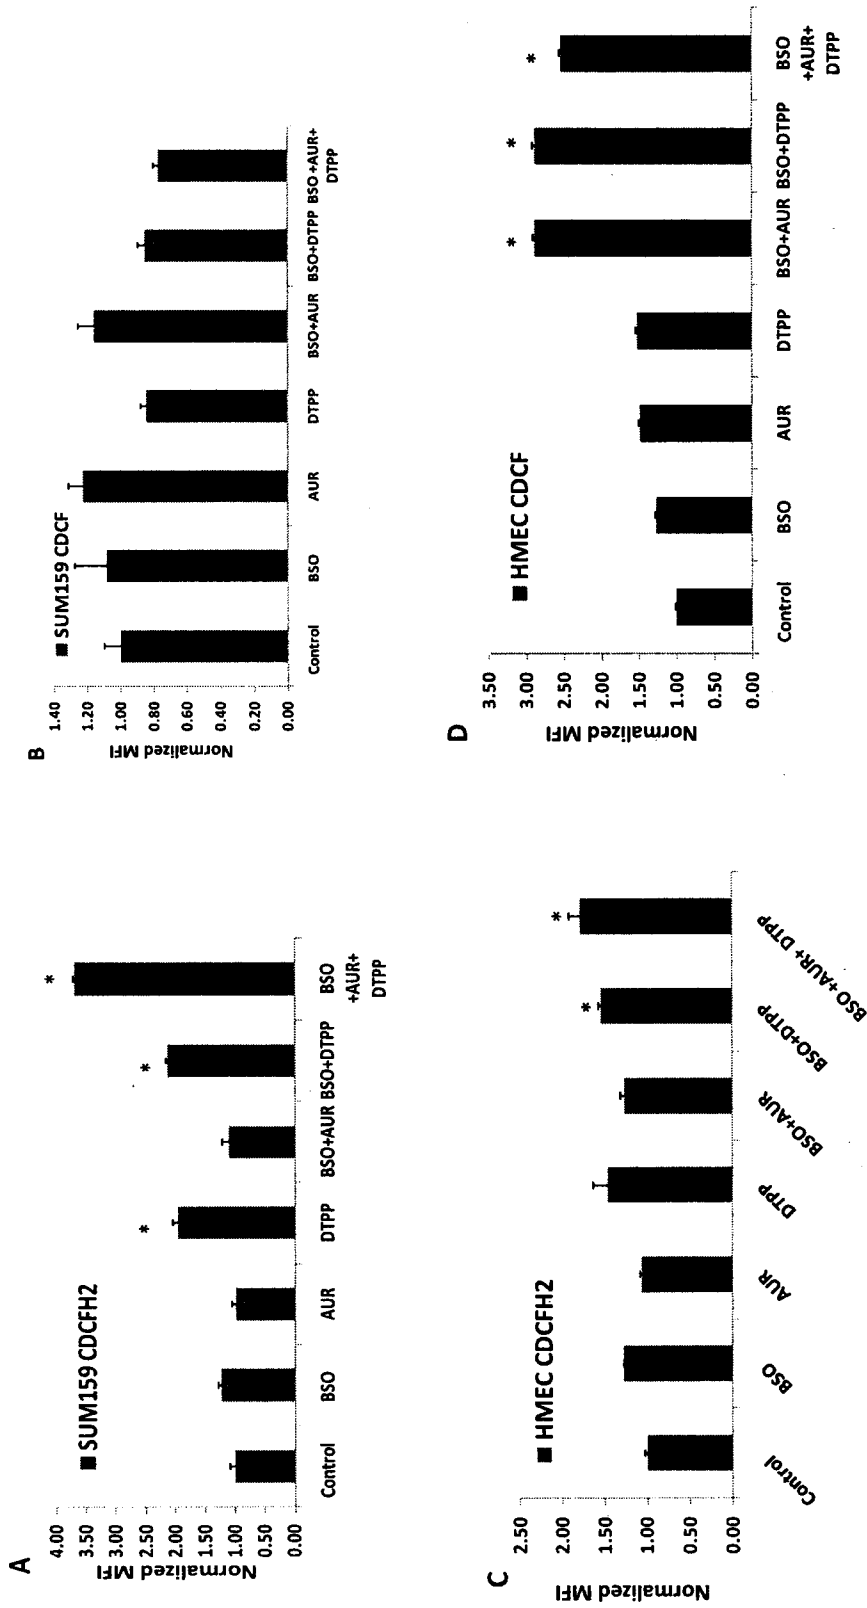 A
Normalized MFI
4.00
3.50
3.00
2.50
2.00
1.50
1.00
0.50
0.00
■ SUM159 CDCFH2
*
*
*
Control
BSO
AUR
DTPP
BSO+AUR
BSO+DTPP
BSO
+AUR+
DTPP
B
Normalized MFI
1.40
1.20
1.00
0.80
0.60
0.40
0.20
0.00
■ SUM159 CDCF
Control
BSO
AUR
DTPP
BSO+AUR
BSO+DTPP
BSO +AUR+
DTPP
C
Normalized MFI
2.50
2.00
1.50
1.00
0.50
0.00
■ HMEC CDCFH2
*
*
Control
BSO
AUR
DTPP
BSO+AUR
BSO+DTPP
BSO +AUR+ DTPP
D
Normalized MFI
3.50
3.00
2.50
2.00
1.50
1.00
0.50
0.00
■ HMEC CDCF
*
*
*
Control
BSO
AUR
DTPP
BSO+AUR
BSO+DTPP
BSO
+AUR+
DTPP